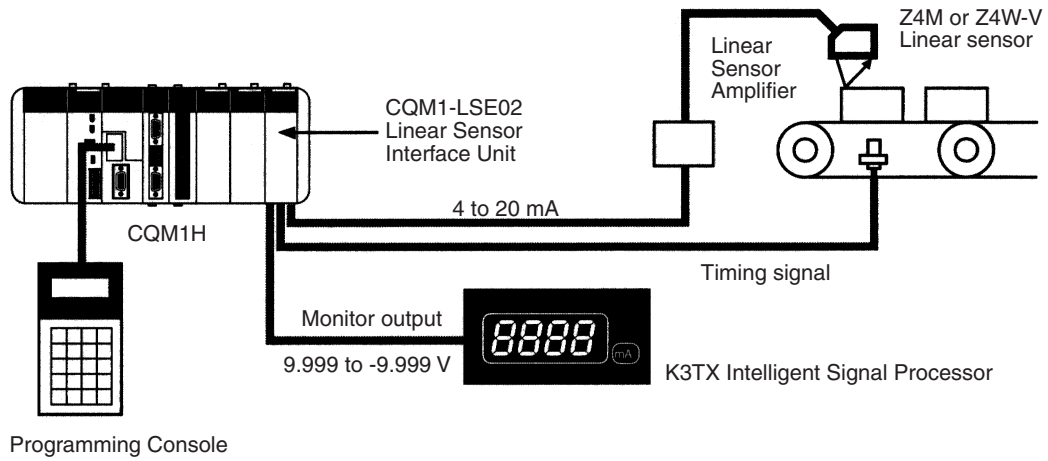 Z4M or Z4W-V
Linear sensor
Linear
Sensor
Amplifier
CQM1-LSE02
Linear Sensor
Interface Unit
4 to 20 mA
CQM1H
Timing signal
Monitor output
9.999 to -9.999 V
8888
mA
K3TX Intelligent Signal Processor
Programming Console